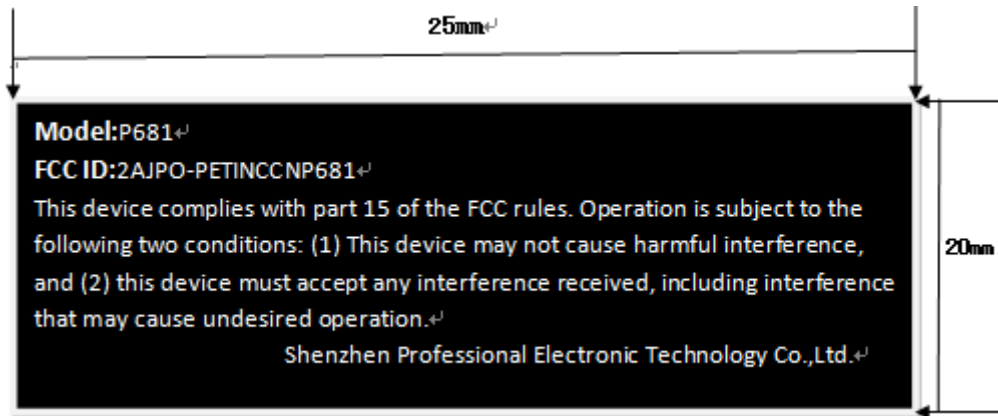 25mm
Model:P681
FCC ID:2AJPO-PETINCCNP681
This device complies with part 15 of the FCC rules. Operation is subject to the
following two conditions: (1) This device may not cause harmful interference,
and (2) this device must accept any interference received, including interference
that may cause undesired operation.
Shenzhen Professional Electronic Technology Co.,Ltd.
20mm